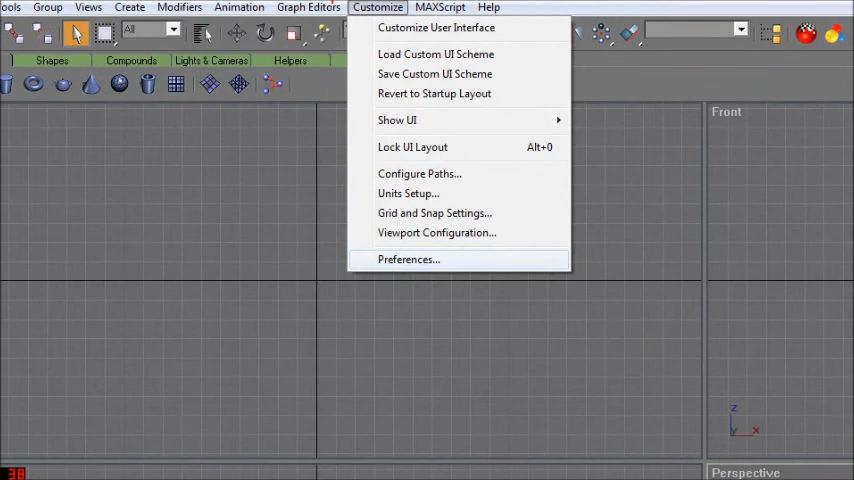 ools Group Views Create Modifiers Animation Graph Editors Customize MAXScript Help
All
Shapes Compounds Lights & Cameras Helpers
Customize User Interface
Load Custom UI Scheme
Save Custom UI Scheme
Revert to Startup Layout
Show UI
Lock UI Layout Alt+0
Configure Paths...
Units Setup...
Grid and Snap Settings...
Viewport Configuration...
Preferences...
Front
z
y x
38
Perspective